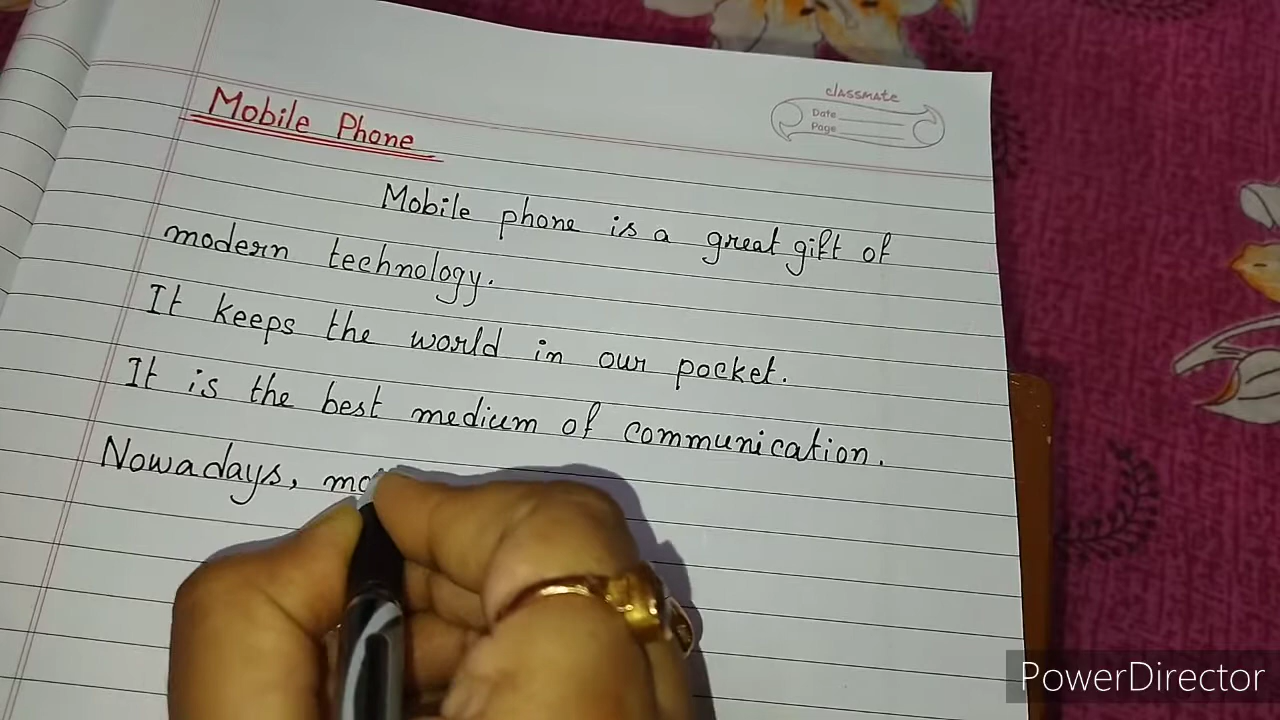 classmate
Date
Page
Mobile Phone
Mobile phone is a great gift of
modern technology.
It keeps the world in our pocket.
It is the best medium of communication.
Nowadays,
PowerDirector